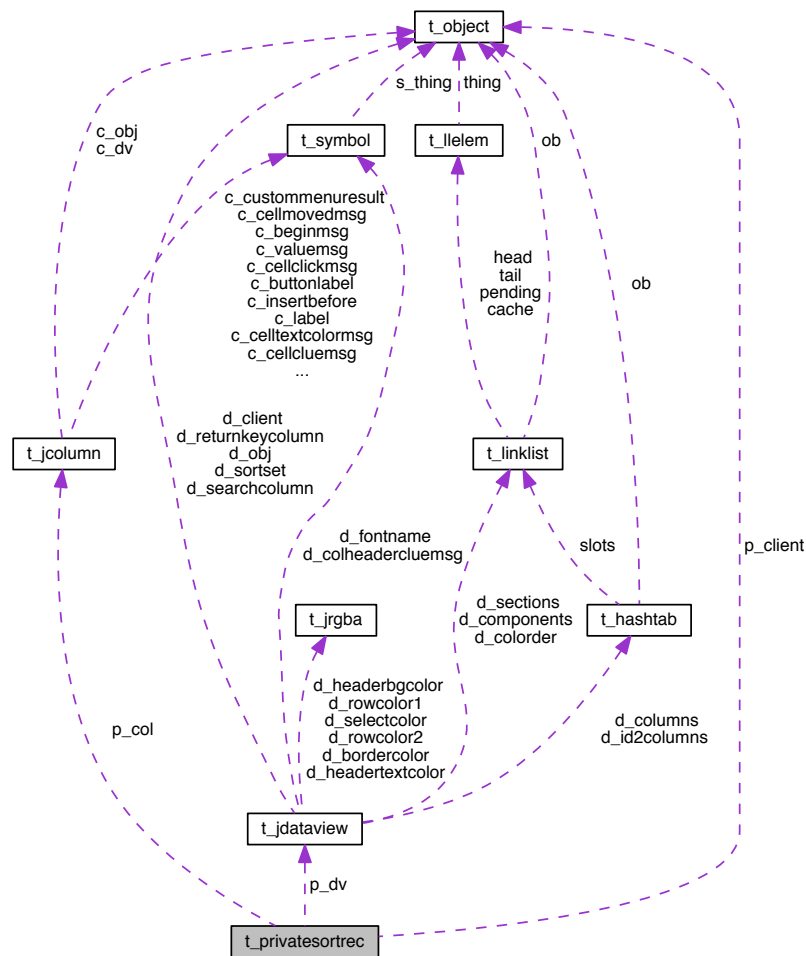 t_object
s_thing
thing
c_obj
c_dv
t_symbol
t_llelem
ob
c_custommenuresult
c_cellmovedmsg
c_beginmsg
c_valuemsg
c_cellclickmsg
c_buttonlabel
c_insertbefore
c_label
c_celltextcolormsg
c_cellcluemsg
...
head
tail
pending
cache
ob
d_client
d_returnkeycolumn
d_obj
d_sortset
d_searchcolumn
t_jcolumn
t_linklist
d_fontname
d_colheadercluemsg
slots
p_client
t_jrgba
d_sections
d_components
d_colorder
t_hashtab
d_headerbgcolor
d_rowcolor1
d_selectcolor
d_rowcolor2
d_bordercolor
d_headertextcolor
p_col
d_columns
d_id2columns
t_jdataview
p_dv
t_privatesortrec